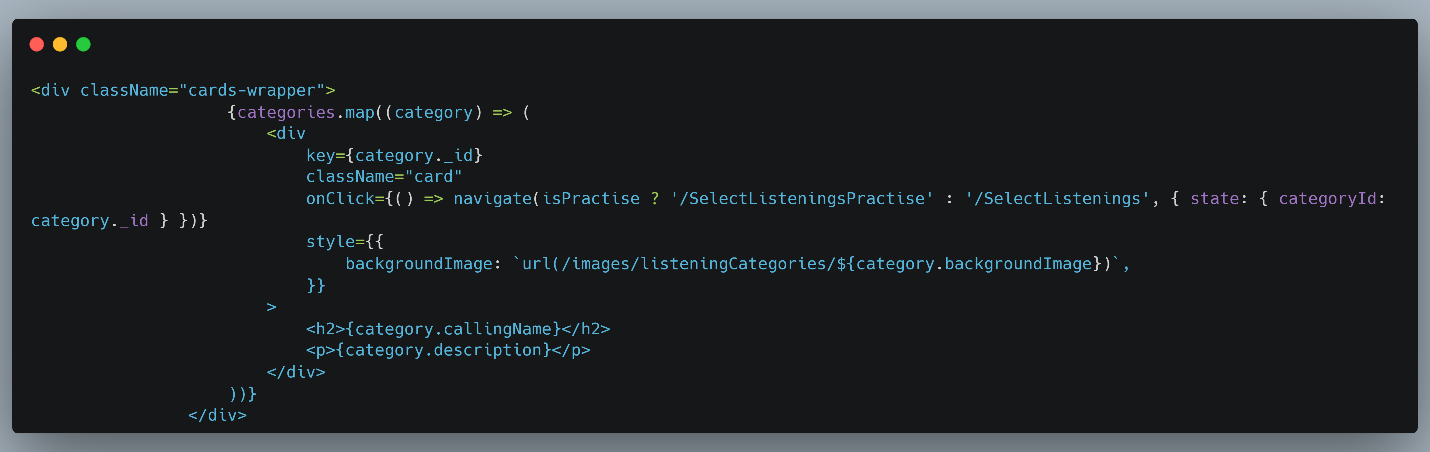 <div className="cards-wrapper">
                    {categories.map((category) => (
                        <div
                            key={category._id}
                            className="card"
                            onClick={() => navigate(isPractise ? '/SelectListeningsPractise' : '/SelectListenings', { state: { categoryId:
category._id } })}
                            style={{
                                backgroundImage: `url(/images/listeningCategories/${category.backgroundImage})`,
                            }}
                        >
                            <h2>{category.callingName}</h2>
                            <p>{category.description}</p>
                        </div>
                    ))}
                </div>